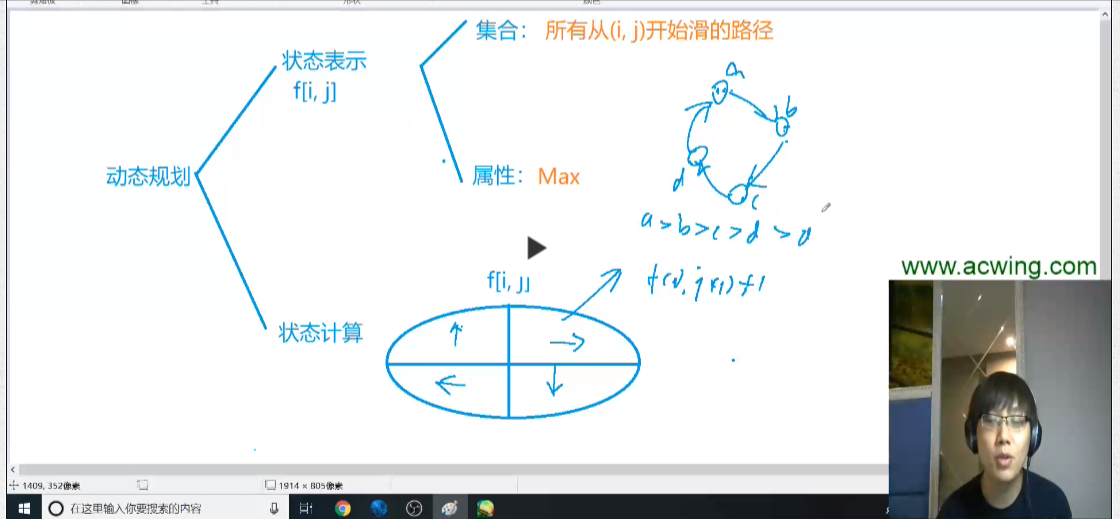 集合： 所有从(i, j)开始滑的路径
状态表示
f[i, j]
动态规划
属性： Max
状态计算
f[i, j]
a
b
c
d
a > b > c > d > a
www.acwing.com
1409, 352像素
1914 × 805像素
在这里输入你要搜索的内容